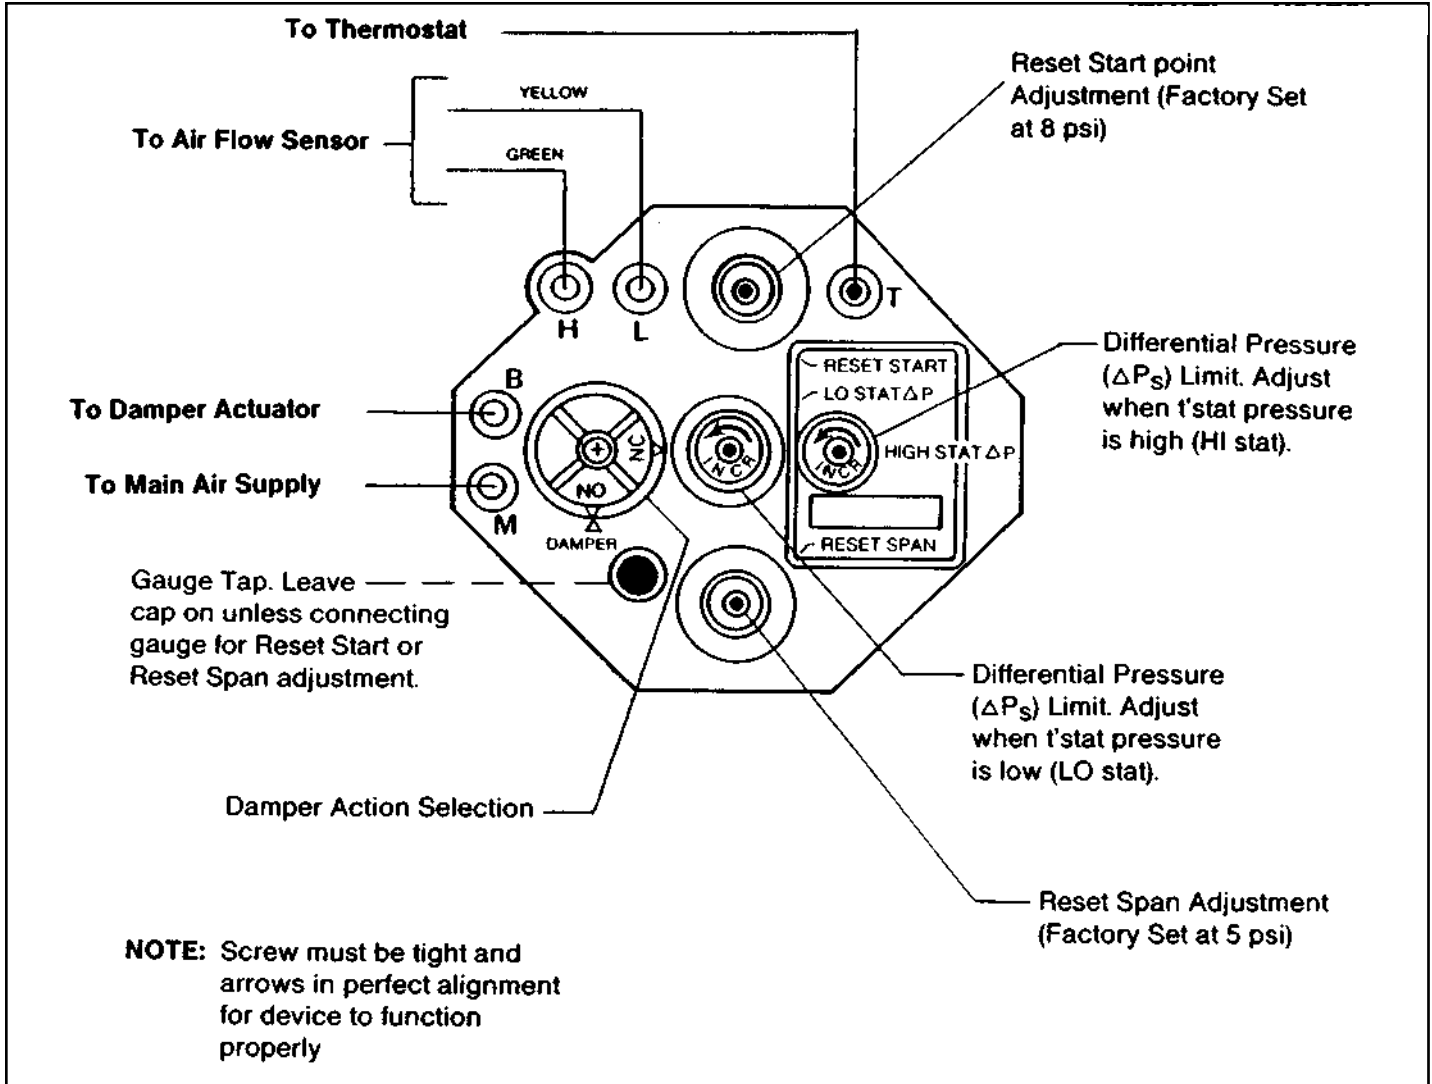 To Thermostat
Reset Start point
Adjustment (Factory Set
at 8 psi)
YELLOW
To Air Flow Sensor
GREEN
H
L
T
Differential Pressure
(△PS) Limit. Adjust
when t'stat pressure
is high (HI stat).
RESET START
LO STAT△P
B
To Damper Actuator
NC
INCR
INCR
HIGH STAT△P
To Main Air Supply
NO
M
DAMPER
RESET SPAN
Gauge Tap. Leave
cap on unless connecting
gauge for Reset Start or
Reset Span adjustment.
Differential Pressure
(△PS) Limit. Adjust
when t'stat pressure
is low (LO stat).
Damper Action Selection
Reset Span Adjustment
(Factory Set at 5 psi)
NOTE: Screw must be tight and
arrows in perfect alignment
for device to function
properly